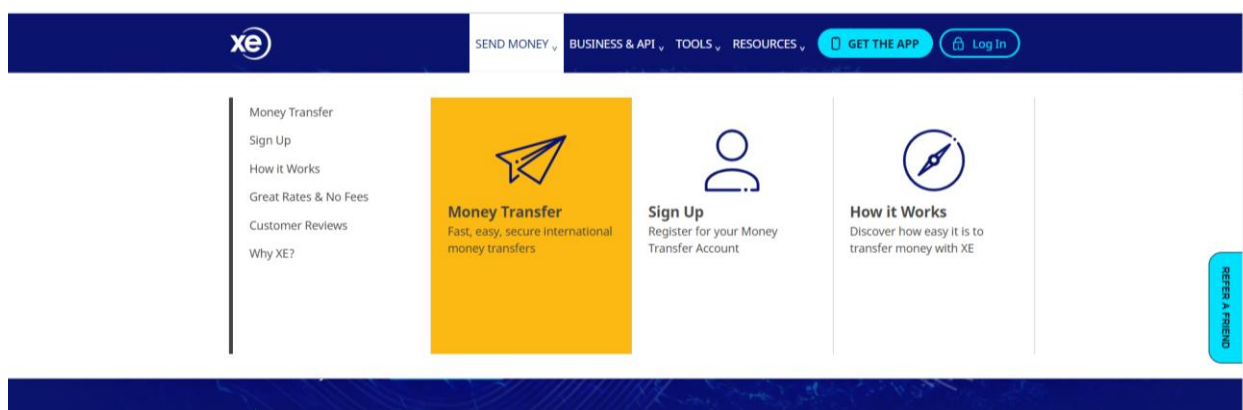 xe
SEND MONEY
BUSINESS & API
TOOLS
RESOURCES
GET THE APP
Log In
Money Transfer
Sign Up
How it Works
Great Rates & No Fees
Customer Reviews
Why XE?
Money Transfer
Fast, easy, secure international
money transfers
Sign Up
Register for your Money
Transfer Account
How it Works
Discover how easy it is to
transfer money with XE
REFER A FRIEND